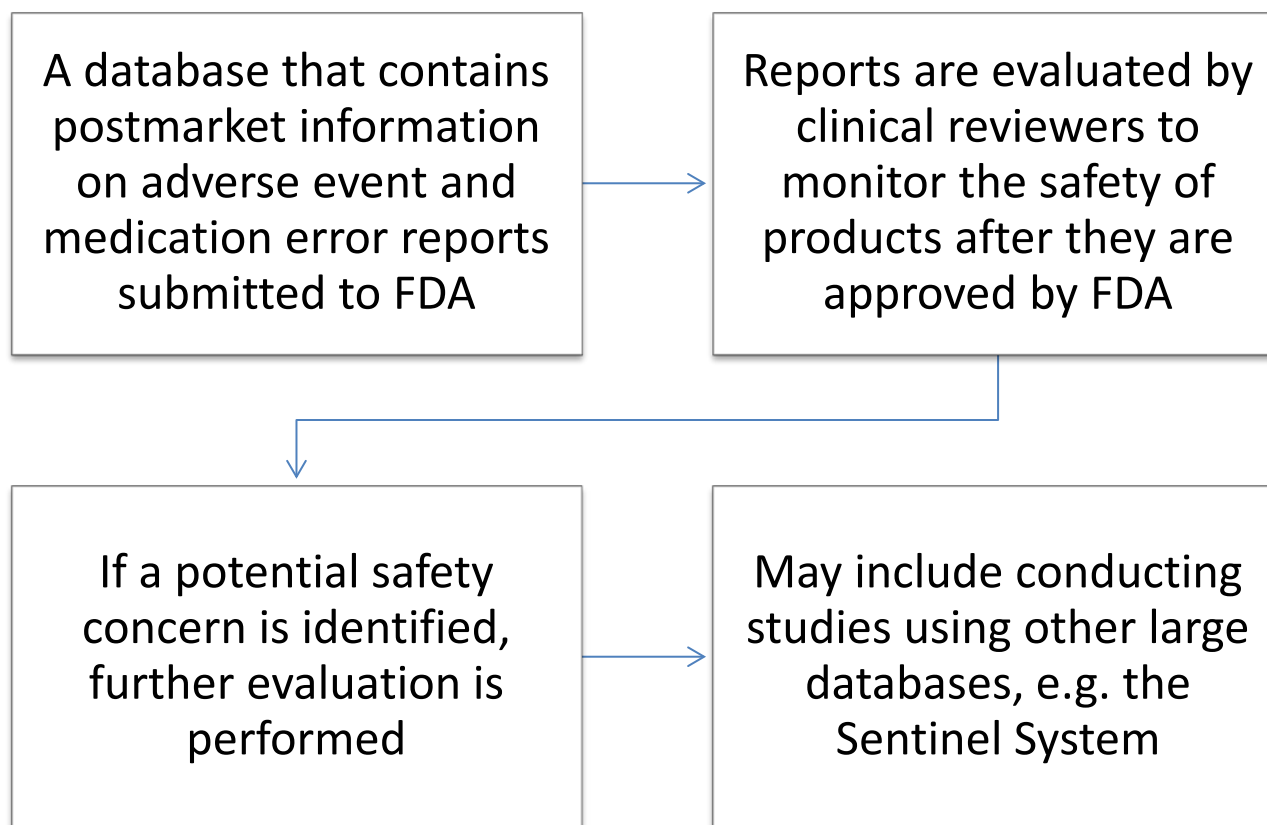 A database that contains
postmarket information
on adverse event and
medication error reports
submitted to FDA
Reports are evaluated by
clinical reviewers to
monitor the safety of
products after they are
approved by FDA
If a potential safety
concern is identified,
further evaluation is
performed
May include conducting
studies using other large
databases, e.g. the
Sentinel System